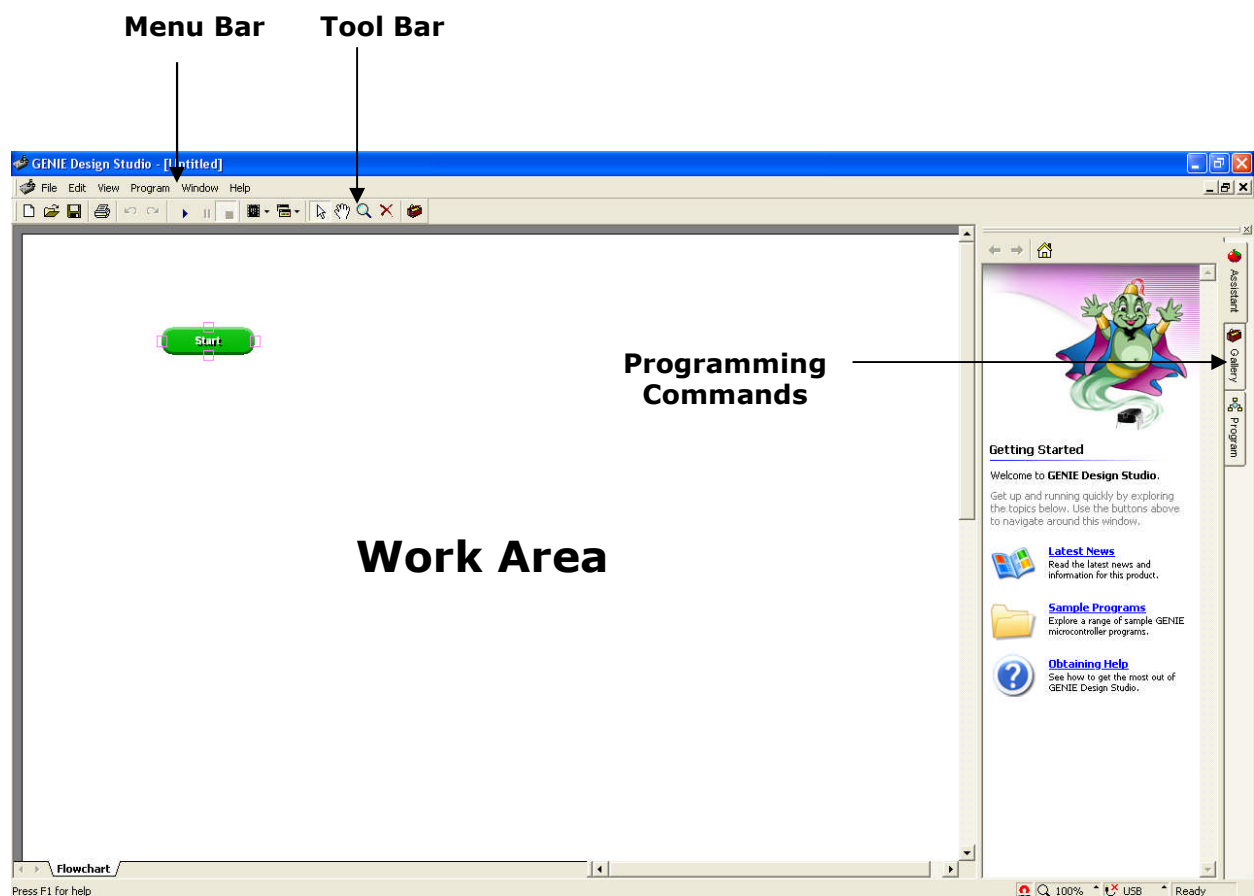 Menu Bar
Tool Bar
GENIE Design Studio - [Untitled]
File Edit View Program Window Help
Start
Programming
Commands
Work Area
Assistant
Gallery
Program
Getting Started
Welcome to GENIE Design Studio.
Get up and running quickly by exploring
the topics below. Use the buttons above
to navigate around this window.
Latest News
Read the latest news and
information for this product.
Sample Programs
Explore a range of sample GENIE
microcontroller programs.
Obtaining Help
See how to get the most out of
GENIE Design Studio.
Flowchart
Press F1 for help
100% USB Ready